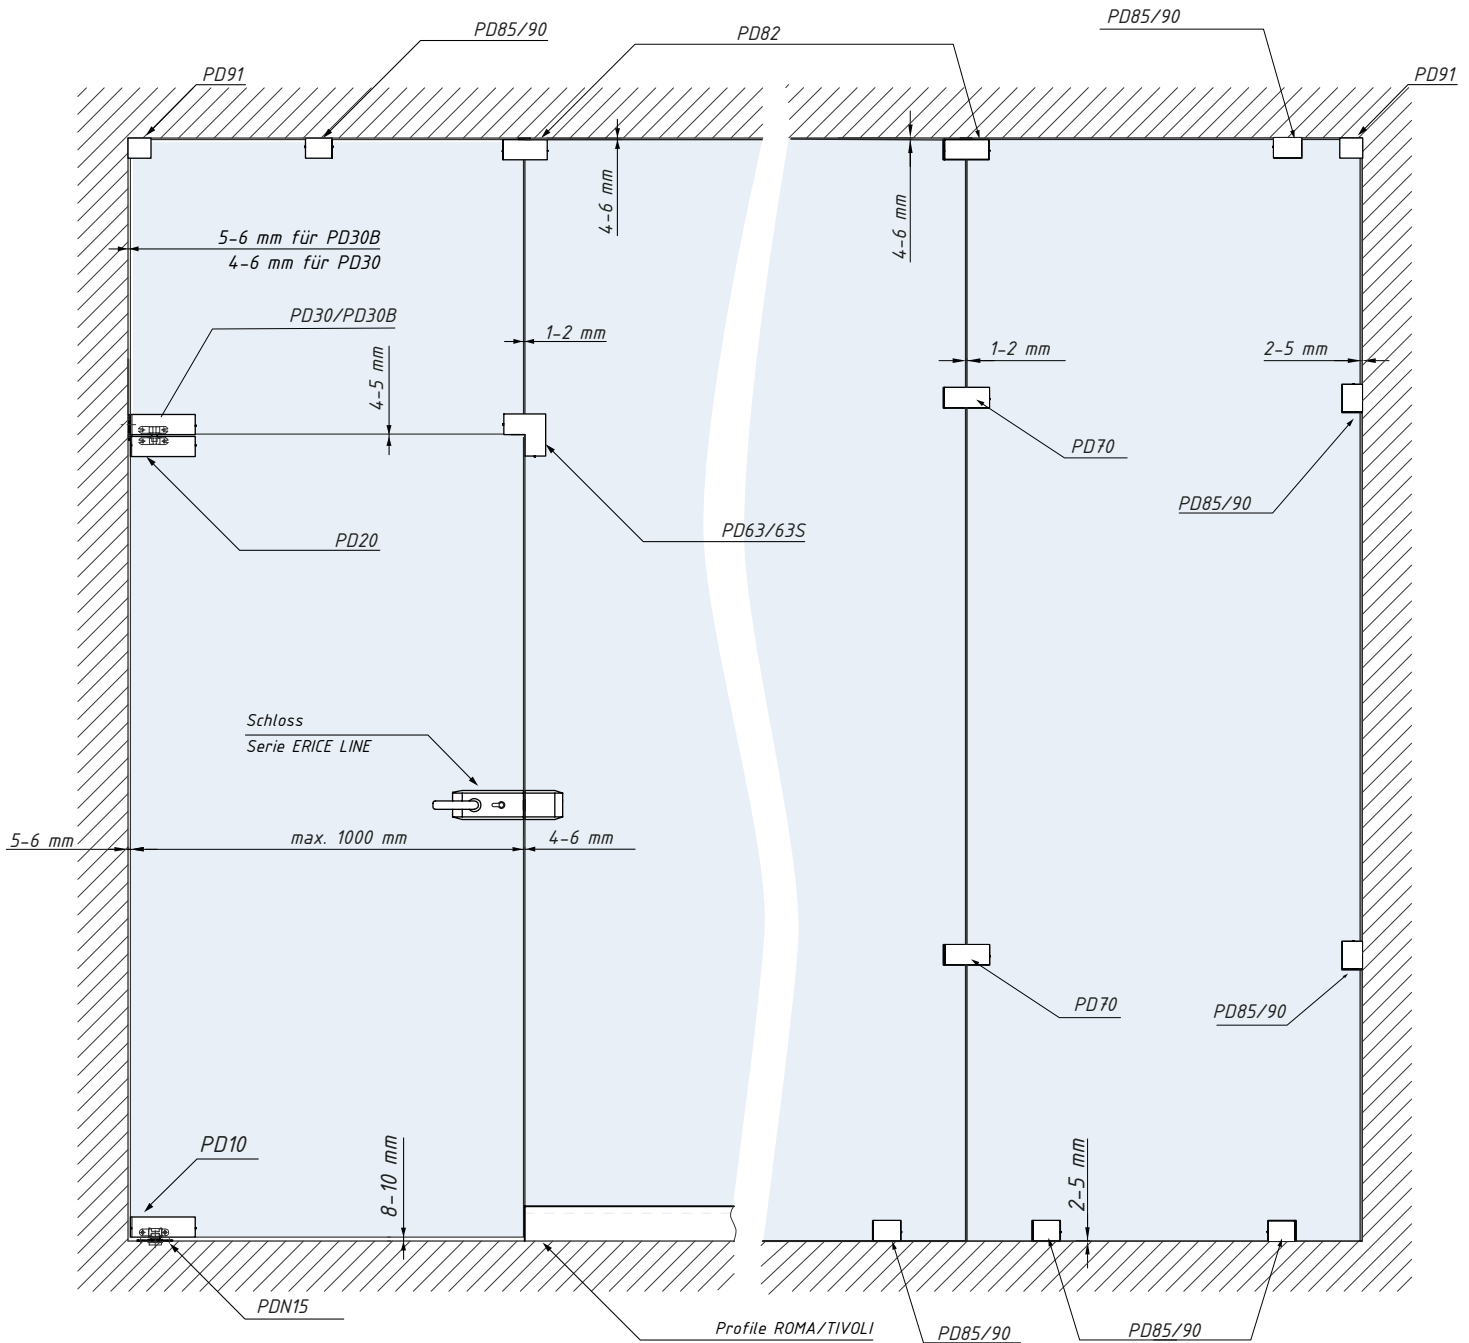 PD85/90
PD82
PD85/90
PD91
PD91
4-6 mm
4-6 mm
5-6 mm für PD30B
4-6 mm für PD30
PD30/PD30B
1-2 mm
1-2 mm
2-5 mm
4-5 mm
PD70
PD85/90
PD20
PD63/63S
Schloss
Serie ERICE LINE
5-6 mm
max. 1000 mm
4-6 mm
PD70
PD85/90
PD10
8-10 mm
2-5 mm
PDN15
Profile ROMA/TIVOLI
PD85/90
PD85/90